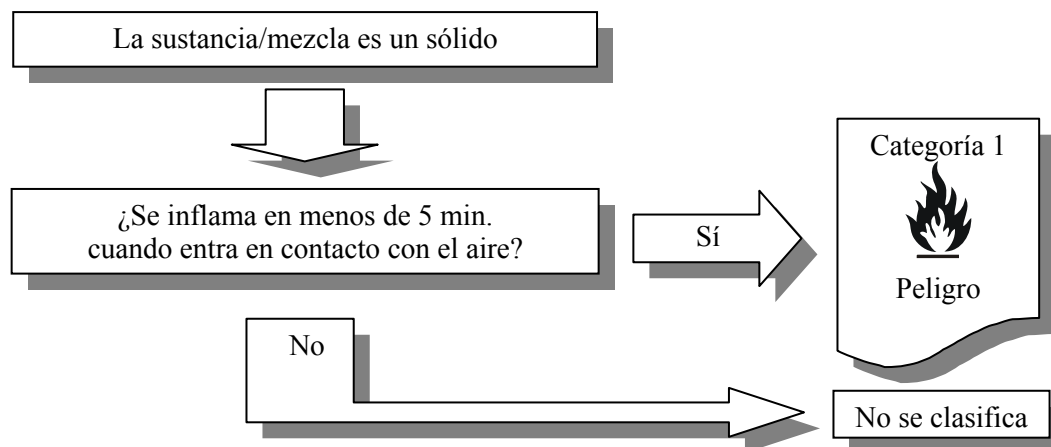 La sustancia/mezcla es un sólido
¿Se inflama en menos de 5 min.
cuando entra en contacto con el aire?
Sí
Categoría 1
Peligro
No
No se clasifica